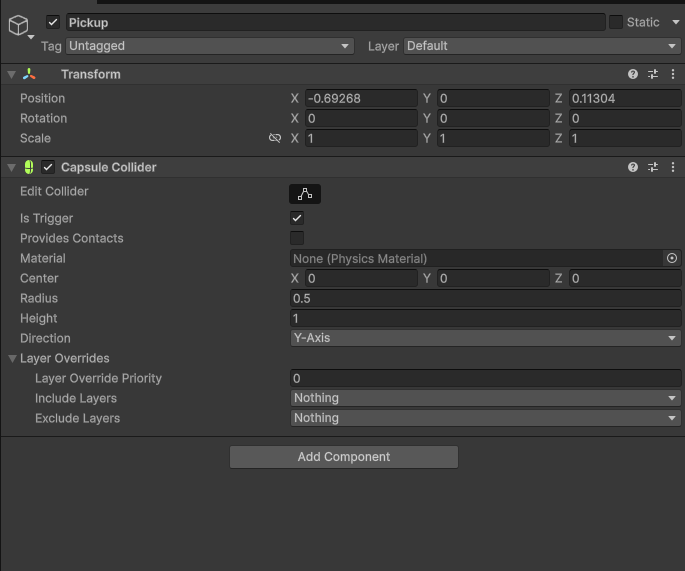 Pickup Static
Tag Untagged Layer Default
Transform
Position X -0.69268 Y 0 Z 0.11304
Rotation X 0 Y 0 Z 0
Scale X 1 Y 1 Z 1
Capsule Collider
Edit Collider
Is Trigger
Provides Contacts
Material None (Physics Material)
Center X 0 Y 0 Z 0
Radius 0.5
Height 1
Direction Y-Axis
Layer Overrides
Layer Override Priority 0
Include Layers Nothing
Exclude Layers Nothing
Add Component